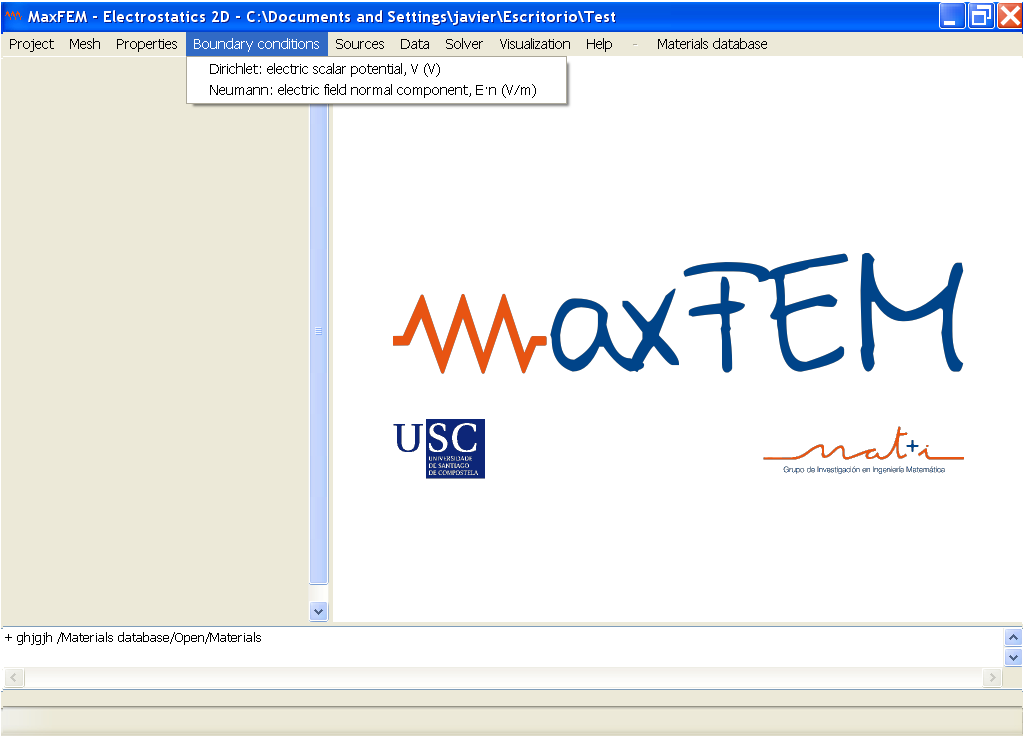 MaxFEM - Electrostatics 2D - C:\Documents and Settings\javier\Escritorio\Test
Project Mesh Properties Boundary conditions Sources Data Solver Visualization Help - Materials database
Dirichlet: electric scalar potential, V (V)
Neumann: electric field normal component, E·n (V/m)
maxFEM
USC
UNIVERSIDADE
DE SANTIAGO
DE COMPOSTELA
mat+i
Grupo de Investigación en Ingeniería Matemática
+ ghjgjh /Materials database/Open/Materials